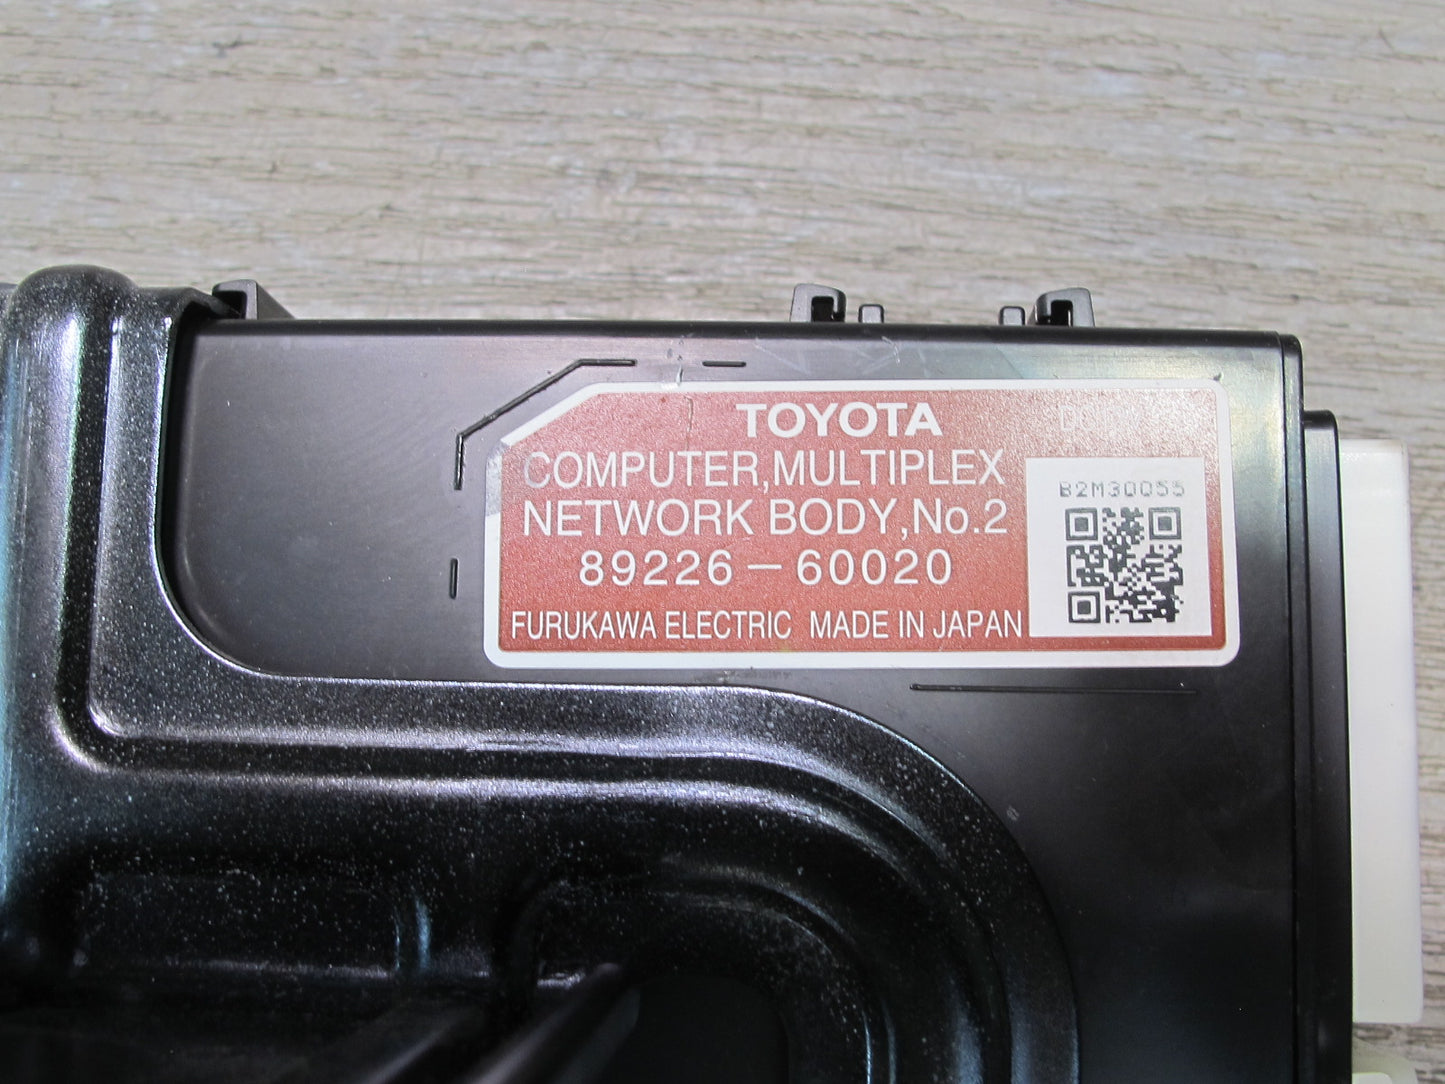 TOYOTA
COMPUTER,MULTIPLEX
NETWORK BODY,No.2
89226-60020
FURUKAWA ELECTRIC MADE IN JAPAN
B2M30055